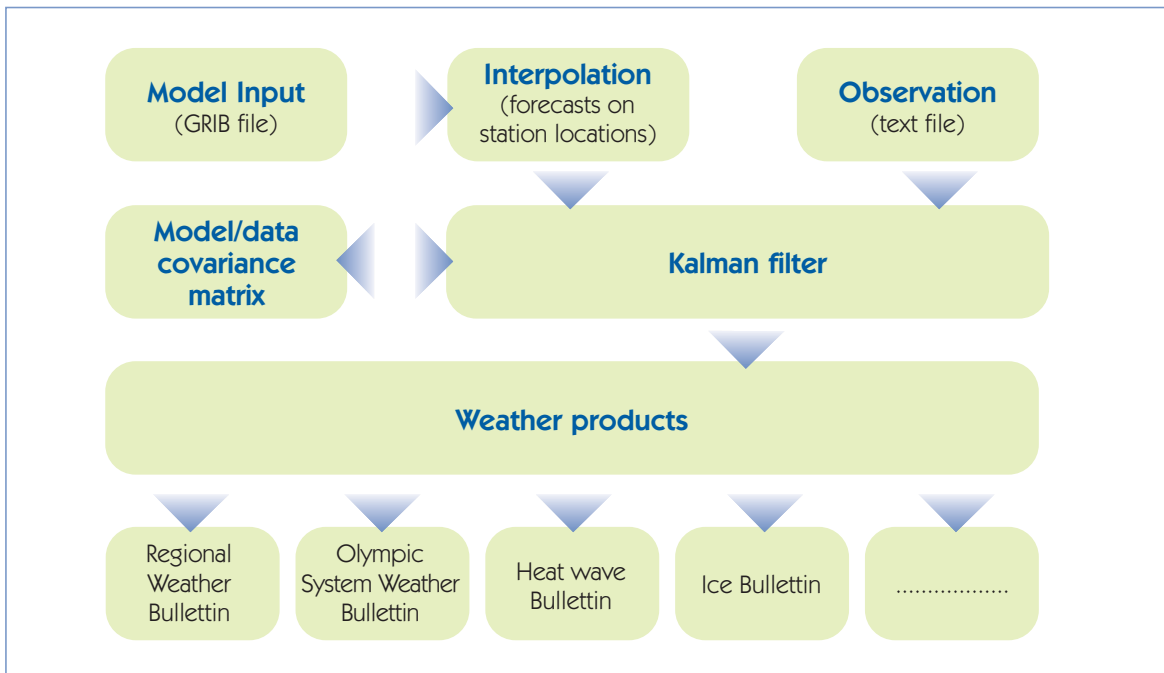 Model Input
(GRIB file)
Interpolation
(forecasts on
station locations)
Observation
(text file)
Model/data
covariance
matrix
Kalman filter
Weather products
Regional
Weather
Bullettin
Olympic
System Weather
Bullettin
Heat wave
Bullettin
Ice Bullettin
...................